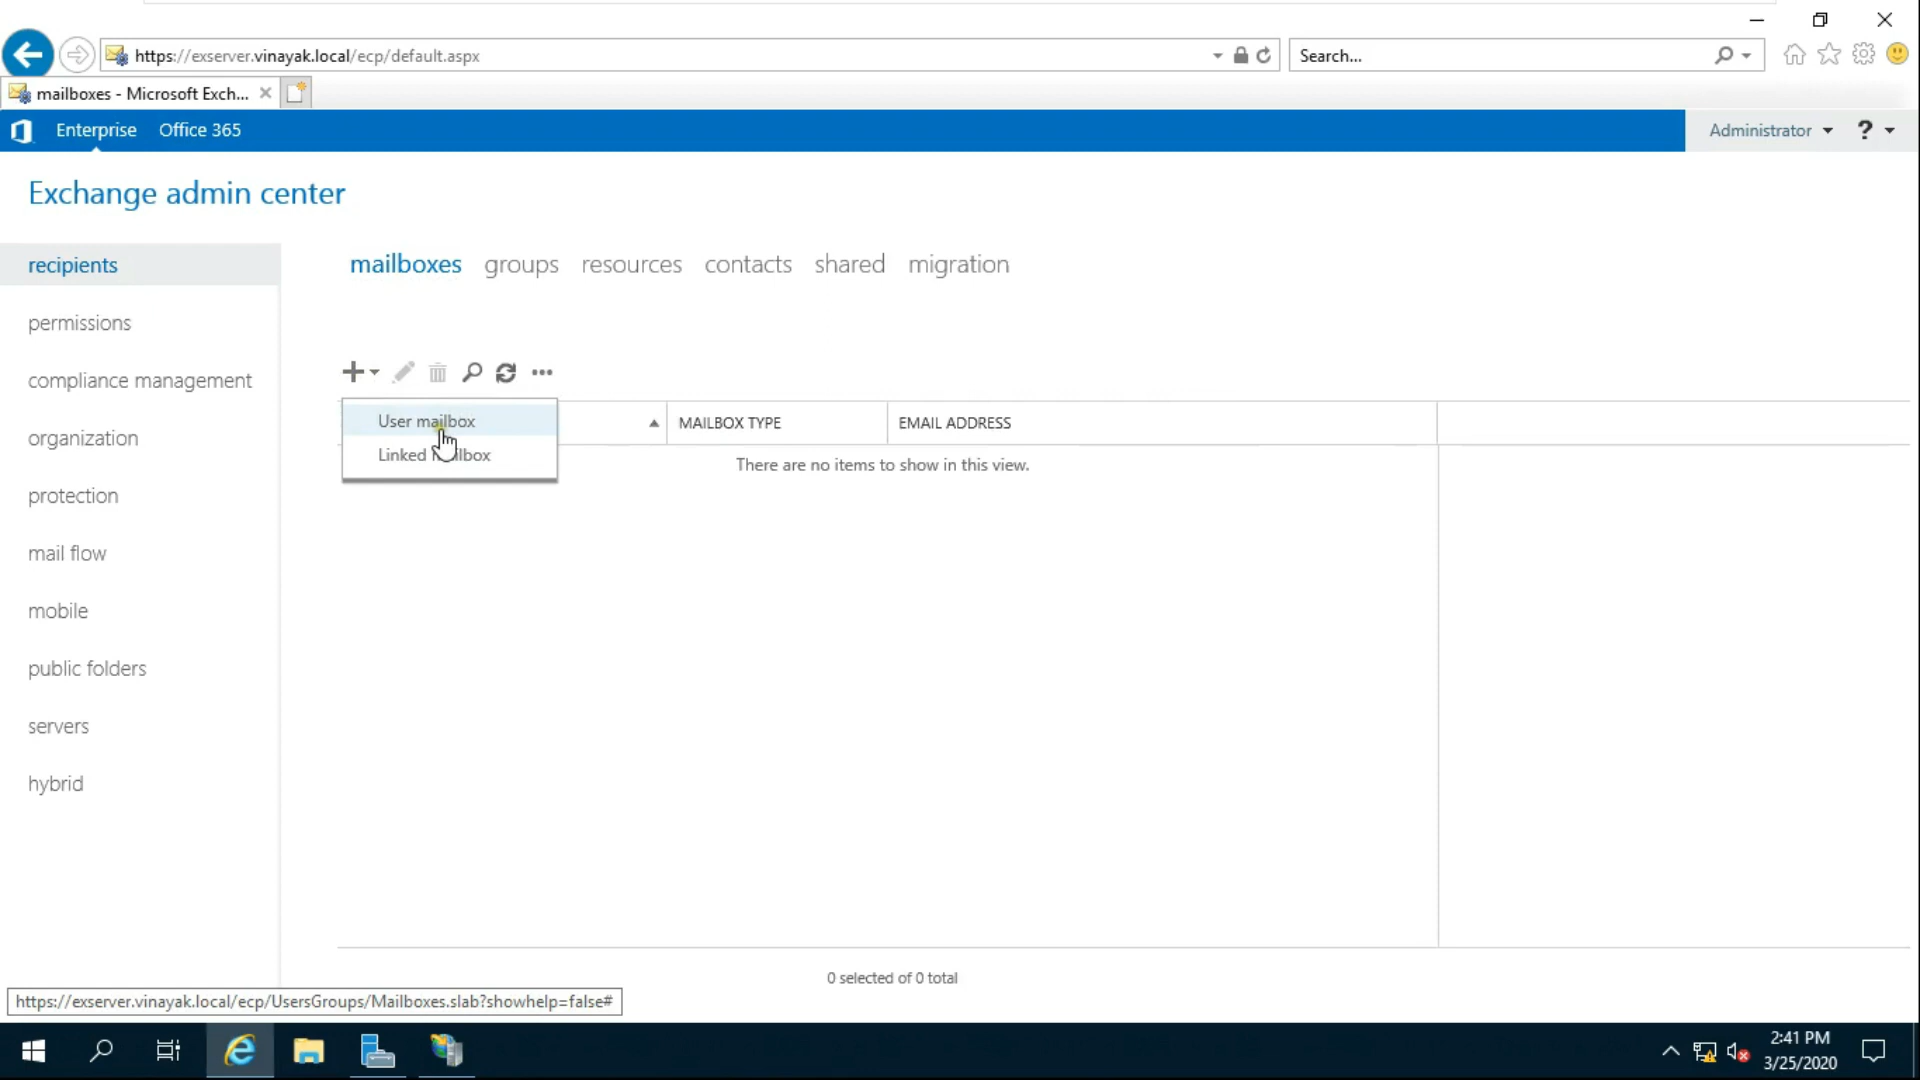 https://exserver.vinayak.local/ecp/default.aspx
Search...
mailboxes - Microsoft Exch...
Enterprise
Office 365
Administrator
?
Exchange admin center
recipients
permissions
compliance management
organization
protection
mail flow
mobile
public folders
servers
hybrid
mailboxes
groups
resources
contacts
shared
migration
User mailbox
Linked mailbox
MAILBOX TYPE
EMAIL ADDRESS
There are no items to show in this view.
0 selected of 0 total
https://exserver.vinayak.local/ecp/UsersGroups/Mailboxes.slab?showhelp=false#
2:41 PM
3/25/2020